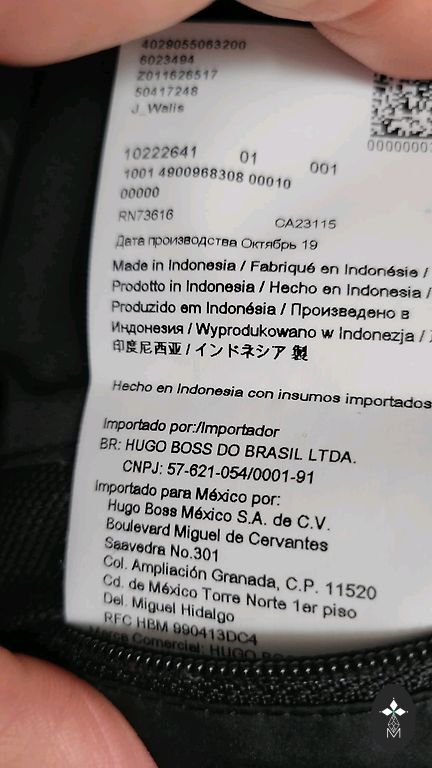 4029055063200
6023494
Z011626517
50417248
J_Walis
000000
10222641 01 001
1001 4900968308 00010
00000
RN73616 CA23115
Дата производства Октябрь 19
Made in Indonesia / Fabriqué en Indonésie /
Prodotto in Indonesia / Hecho en Indonesia /
Produzido em Indonésia / Произведено в
Индонезия / Wyprodukowano w Indonezja /
印度尼西亚 / インドネシア 製
Hecho en Indonesia con insumos importados
Importado por:/Importador
BR: HUGO BOSS DO BRASIL LTDA.
CNPJ: 57-621-054/0001-91
Importado para México por:
Hugo Boss México S.A. de C.V.
Boulevard Miguel de Cervantes
Saavedra No.301
Col. Ampliación Granada, C.P. 11520
Cd. de México Torre Norte 1er piso
Del. Miguel Hidalgo
RFC HBM 990413DC4
Marca Comercial: HUGO
M